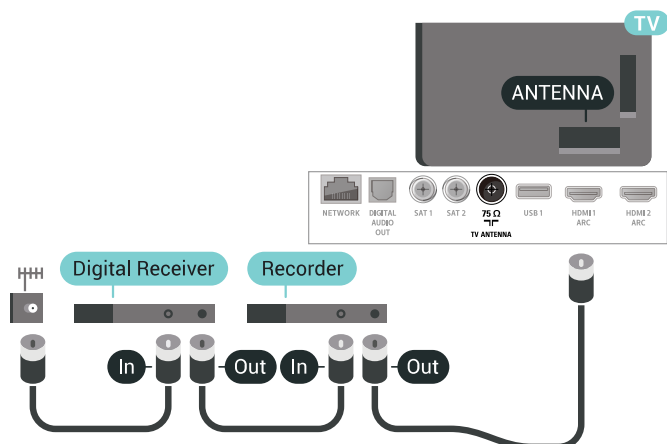 TV
ANTENNA
NETWORK
DIGITAL
AUDIO
OUT
SAT 1
SAT 2
75 Ω
TV ANTENNA
USB 1
HDMI 1
ARC
HDMI 2
ARC
Digital Receiver
Recorder
In
Out
In
Out